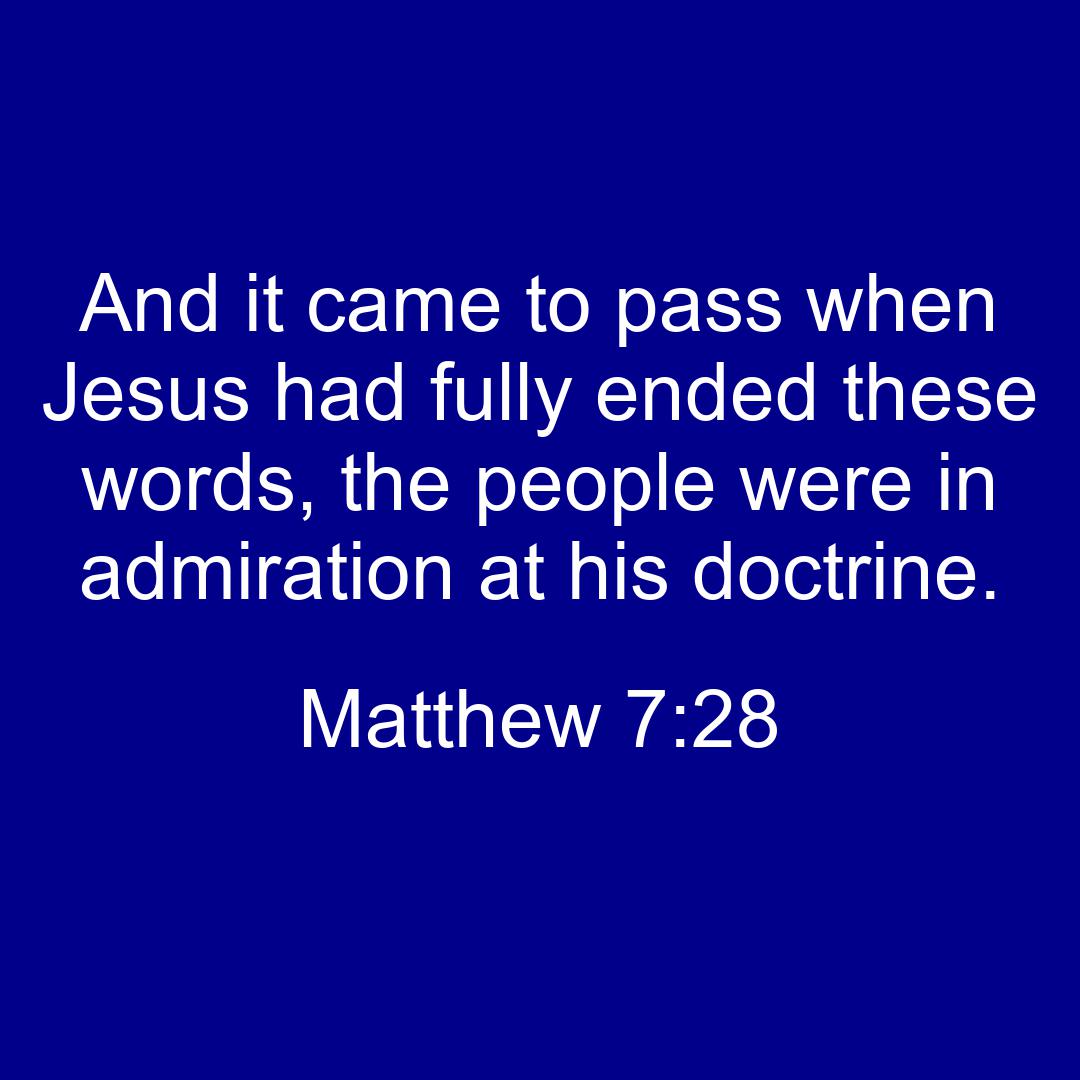 And it came to pass when
Jesus had fully ended these
words, the people were in
admiration at his doctrine.
Matthew 7:28